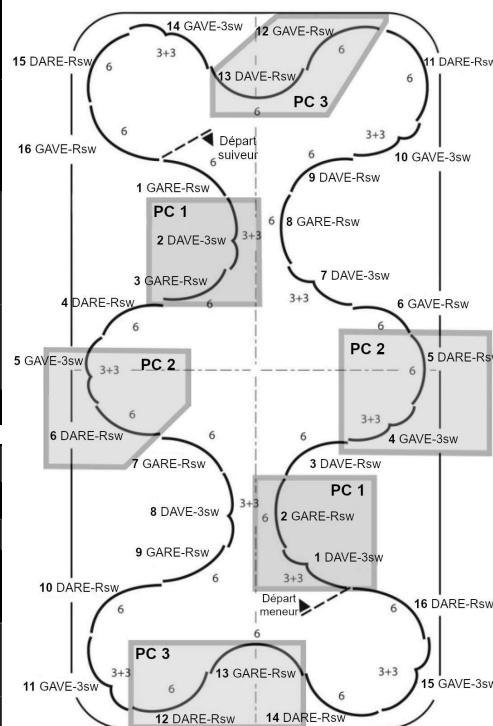 14 GAVE-3sw
12 GAVE-Rsw
3+3
6
15 DARE-Rsw
11 DARE-Rsw
13 DAVE-Rsw
6
6
6
PC 3
6
3+3
16 GAVE-Rsw
Départ
suiveur
10 GAVE-3sw
6
6
9 DAVE-Rsw
1 GARE-Rsw
PC 1
6
8 GARE-Rsw
2 DAVE-3sw
3+3
7 DAVE-3sw
3 GARE-Rsw
3+3
4 DARE-Rsw
6
6 GAVE-Rsw
6
6
PC 2
5 GAVE-3sw
PC 2
5 DARE-Rsw
3+3
6
6
3+3
6 DARE-Rsw
4 GAVE-3sw
6
6
7 GARE-Rsw
3 DARE-Rsw
PC 1
3+3
8 DAVE-3sw
6
2 GARE-Rsw
9 GARE-Rsw
1 DAVE-3sw
6
3+3
10 DARE-Rsw
Départ
meneur
16 DARE-Rsw
6
6
6
PC 3
3+3
13 GARE-Rsw
3+3
11 GAVE-3sw
6
6
15 GAVE-3sw
12 DARE-Rsw
14 DARE-Rsw